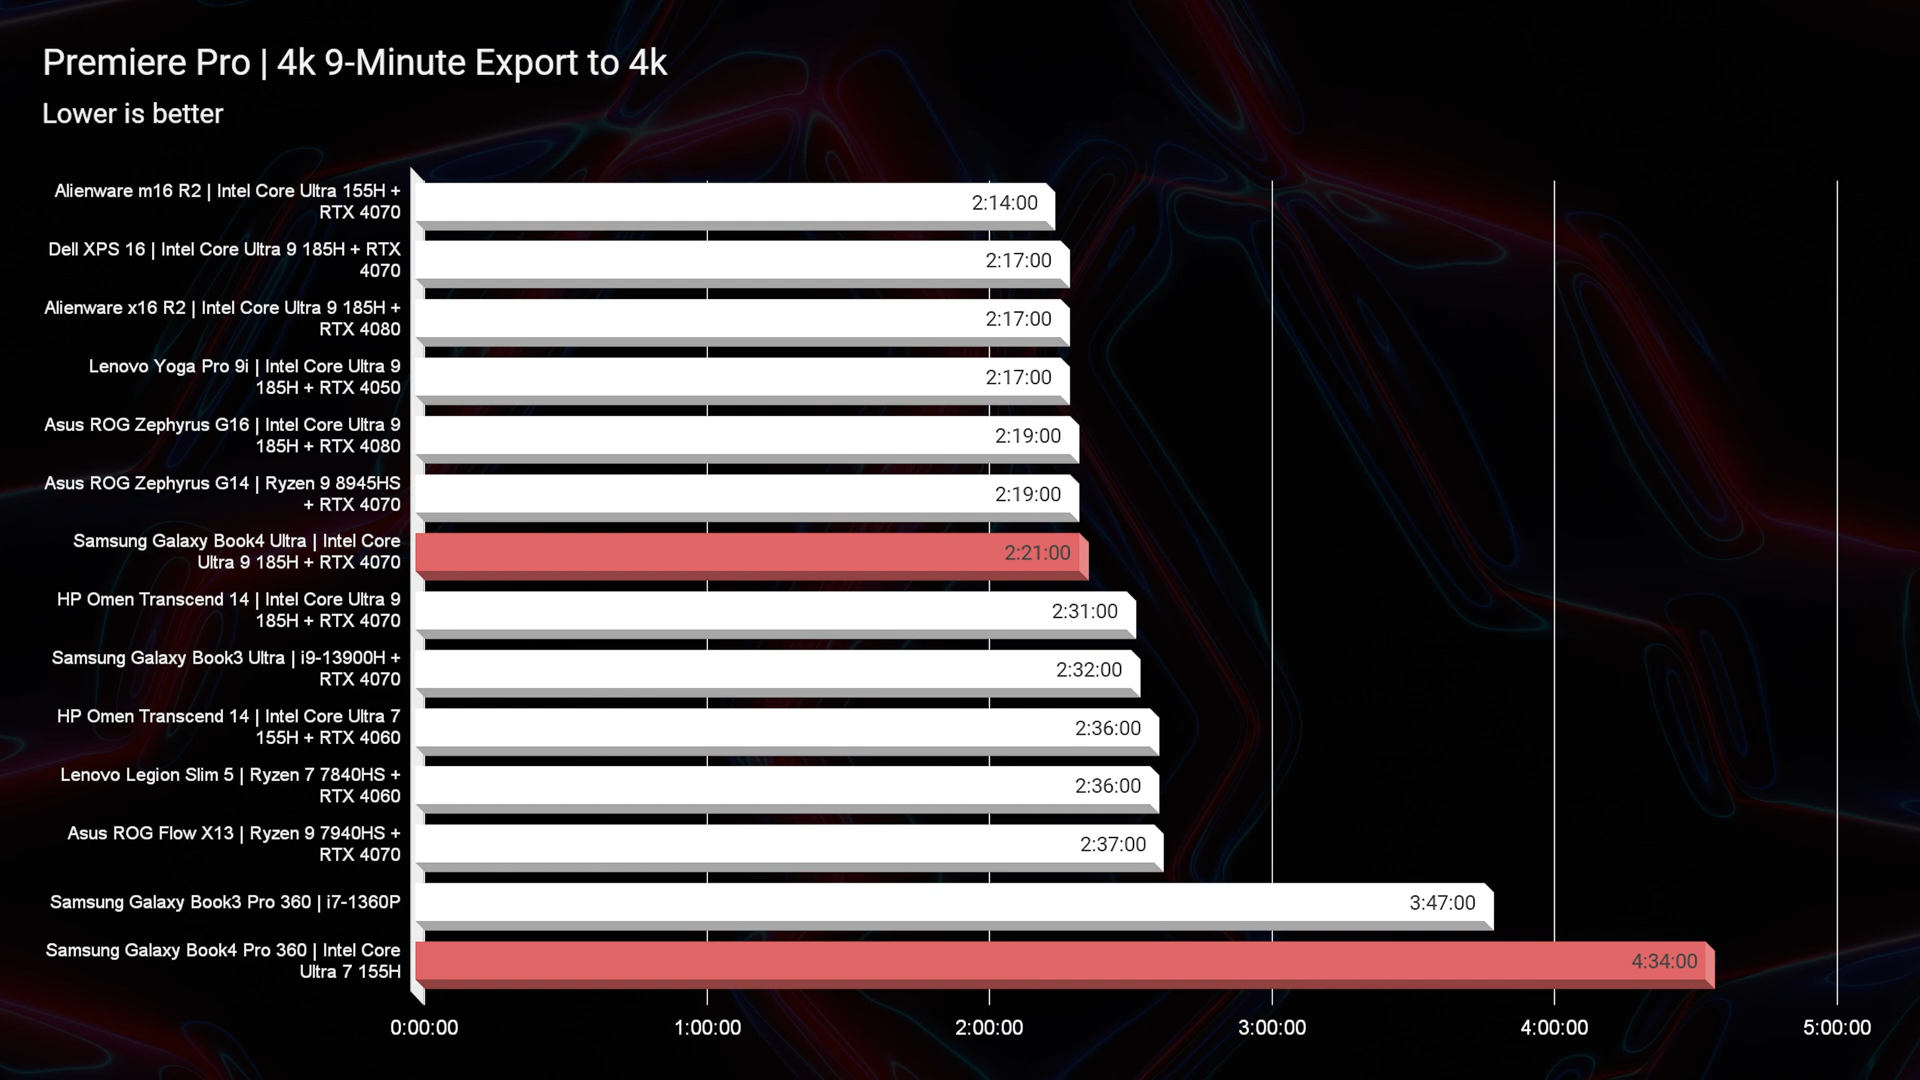 Premiere Pro | 4k 9-Minute Export to 4k
Lower is better
Alienware m16 R2 | Intel Core Ultra 155H +
RTX 4070
2:14:00
Dell XPS 16 | Intel Core Ultra 9 185H + RTX
4070
2:17:00
Alienware x16 R2 | Intel Core Ultra 9 185H +
RTX 4080
2:17:00
Lenovo Yoga Pro 9i | Intel Core Ultra 9
185H + RTX 4050
2:17:00
Asus ROG Zephyrus G16 | Intel Core Ultra 9
185H + RTX 4080
2:19:00
Asus ROG Zephyrus G14 | Ryzen 9 8945HS
+ RTX 4070
2:19:00
Samsung Galaxy Book4 Ultra | Intel Core
Ultra 9 185H + RTX 4070
2:21:00
HP Omen Transcend 14 | Intel Core Ultra 9
185H + RTX 4070
2:31:00
Samsung Galaxy Book3 Ultra | i9-13900H +
RTX 4070
2:32:00
HP Omen Transcend 14 | Intel Core Ultra 7
155H + RTX 4060
2:36:00
Lenovo Legion Slim 5 | Ryzen 7 7840HS +
RTX 4060
2:36:00
Asus ROG Flow X13 | Ryzen 9 7940HS +
RTX 4070
2:37:00
Samsung Galaxy Book3 Pro 360 | i7-1360P
3:47:00
Samsung Galaxy Book4 Pro 360 | Intel Core
Ultra 7 155H
4:34:00
0:00:00 1:00:00 2:00:00 3:00:00 4:00:00 5:00:00